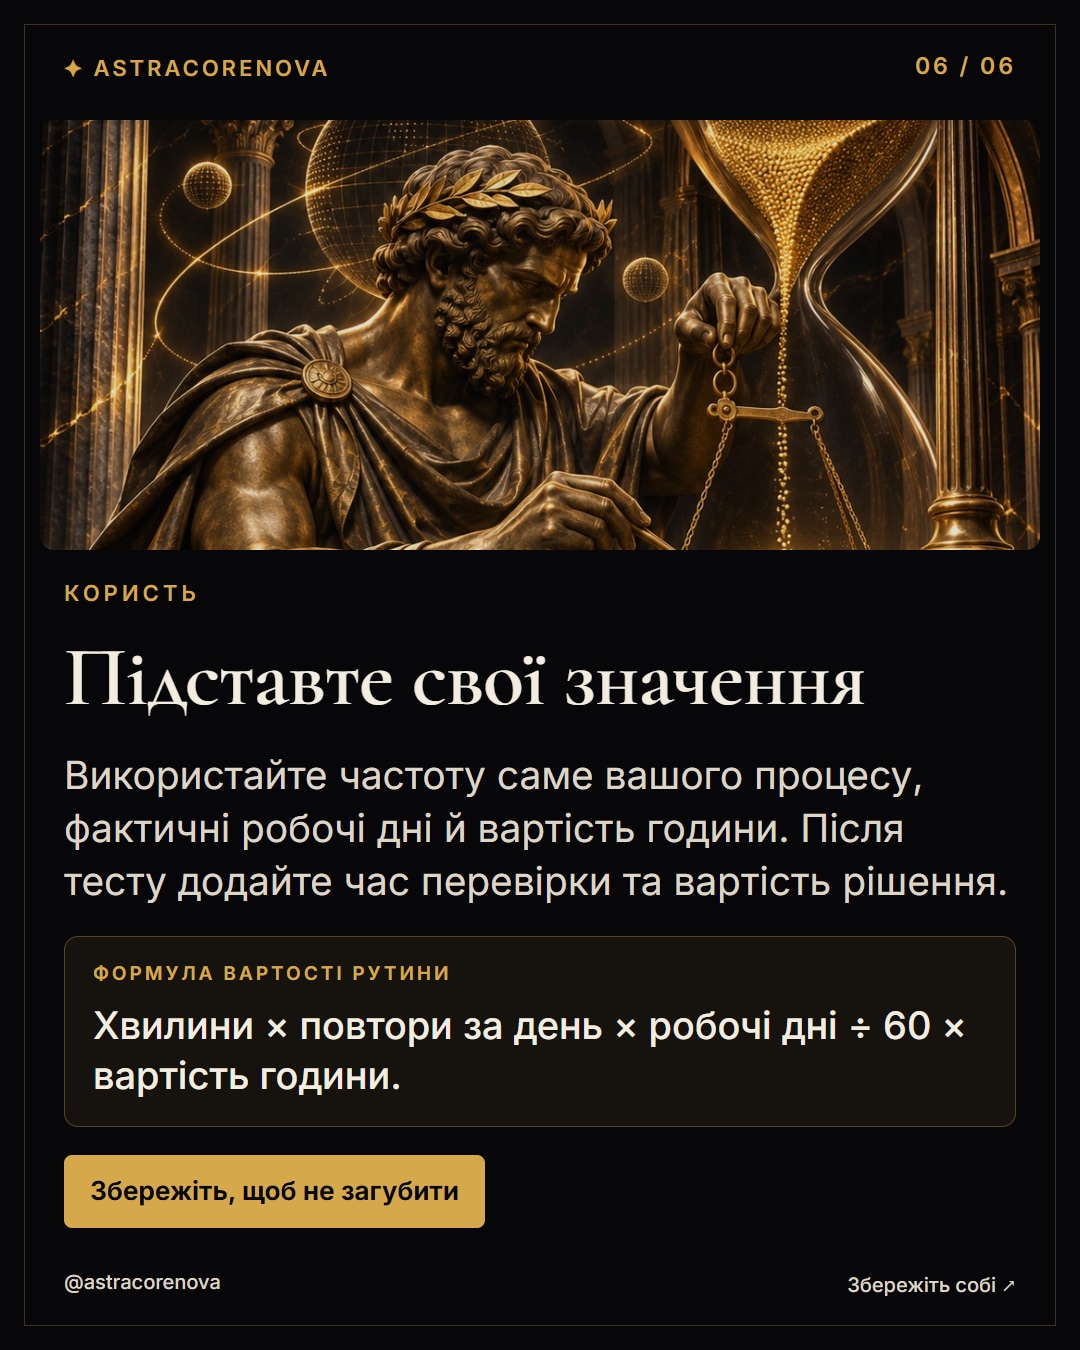 ✦ ASTRACORENOVA
06 / 06
КОРИСТЬ
Підставте свої значення
Використайте частоту саме вашого процесу,
фактичні робочі дні й вартість години. Після
тесту додайте час перевірки та вартість рішення.
ФОРМУЛА ВАРТОСТІ РУТИНИ
Хвилини × повтори за день × робочі дні ÷ 60 ×
вартість години.
Збережіть, щоб не загубити
@astracorenova
Збережіть собі ↗